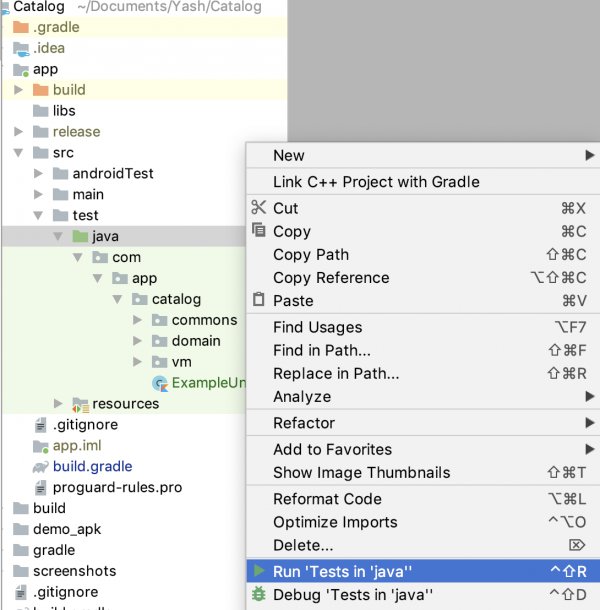 Catalog ~/Documents/Yash/Catalog
.gradle
.idea
app
build
libs
release
src
androidTest
main
test
java
com
app
catalog
commons
domain
vm
ExampleUn
resources
.gitignore
app.iml
build.gradle
proguard-rules.pro
build
demo_apk
gradle
screenshots
.gitignore
New
Link C++ Project with Gradle
Cut ⌘X
Copy ⌘C
Copy Path ⇧⌘C
Copy Reference ⌥⇧⌘C
Paste ⌘V
Find Usages ⌥F7
Find in Path... ⇧⌘F
Replace in Path... ⇧⌘R
Analyze
Refactor
Add to Favorites
Show Image Thumbnails ⇧⌘T
Reformat Code ⌥⌘L
Optimize Imports ^⌥O
Delete... ⌦
Run 'Tests in 'java'' ^⇧R
Debug 'Tests in 'java'' ^⇧D